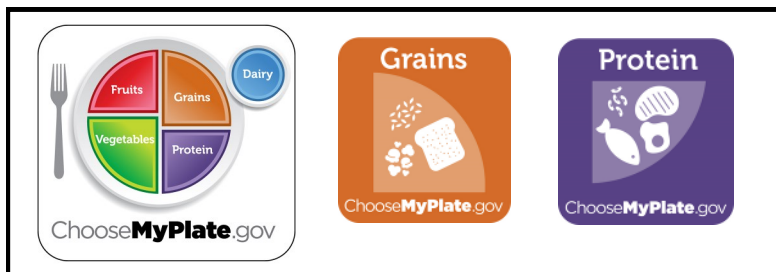 Fruits
Grains
Dairy
Vegetables
Protein
ChooseMyPlate.gov
Grains
ChooseMyPlate.gov
Protein
ChooseMyPlate.gov